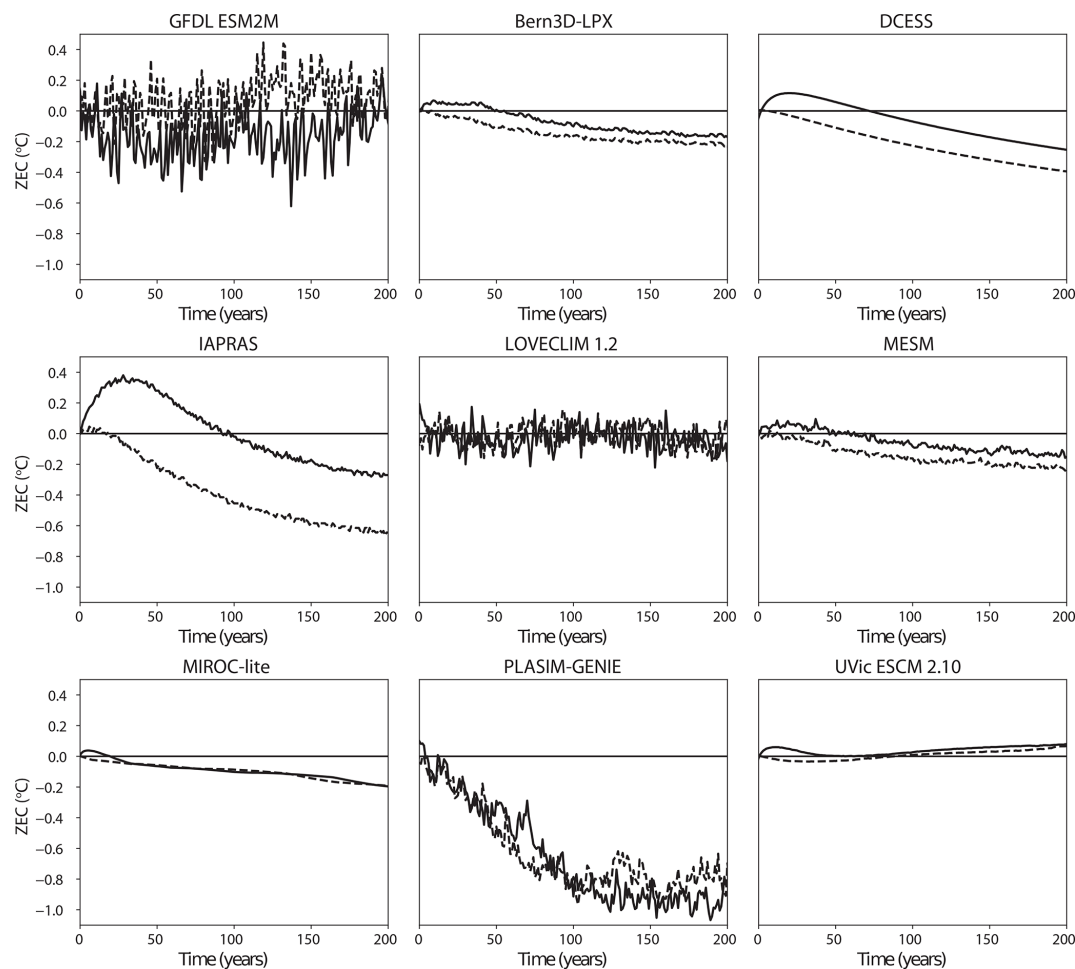 GFDL ESM2M Bern3D-LPX DCESS
0.4
0.2
0.0
−0.2
−0.4
−0.6
−0.8
−1.0
ZEC (°C)
0 50 100 150 200 0 50 100 150 200 0 50 100 150 200
Time (years) Time (years) Time (years)
IAPRAS LOVECLIM 1.2 MESM
0.4
0.2
0.0
−0.2
−0.4
−0.6
−0.8
−1.0
ZEC (°C)
0 50 100 150 200 0 50 100 150 200 0 50 100 150 200
Time (years) Time (years) Time (years)
MIROC-lite PLASIM-GENIE UVic ESCM 2.10
0.4
0.2
0.0
−0.2
−0.4
−0.6
−0.8
−1.0
ZEC (°C)
0 50 100 150 200 0 50 100 150 200 0 50 100 150 200
Time (years) Time (years) Time (years)